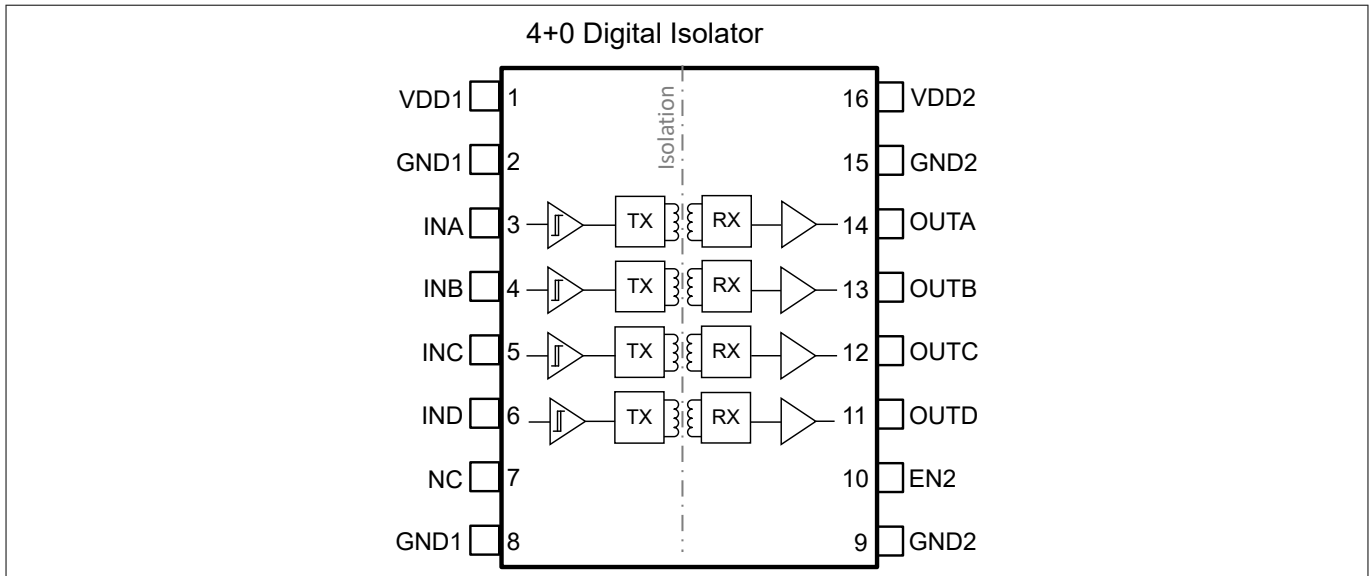 4+0 Digital Isolator
Isolation
VDD1 1 16 VDD2
GND1 2 15 GND2
INA 3 TX RX 14 OUTA
INB 4 TX RX 13 OUTB
INC 5 TX RX 12 OUTC
IND 6 TX RX 11 OUTD
NC 7 10 EN2
GND1 8 9 GND2